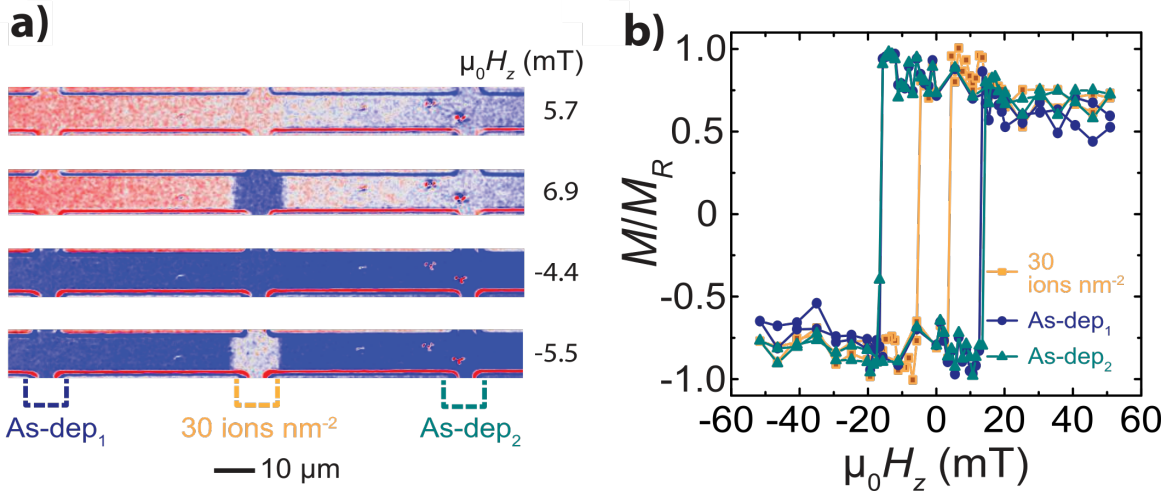 a)
μ₀Hz (mT)
5.7
6.9
-4.4
-5.5
As-dep₁
30 ions nm⁻²
As-dep₂
10 μm
b)
1.0
0.5
0
-0.5
-1.0
M/MR
30
ions nm⁻²
As-dep₁
As-dep₂
-60 -40 -20 0 20 40 60
μ₀Hz (mT)